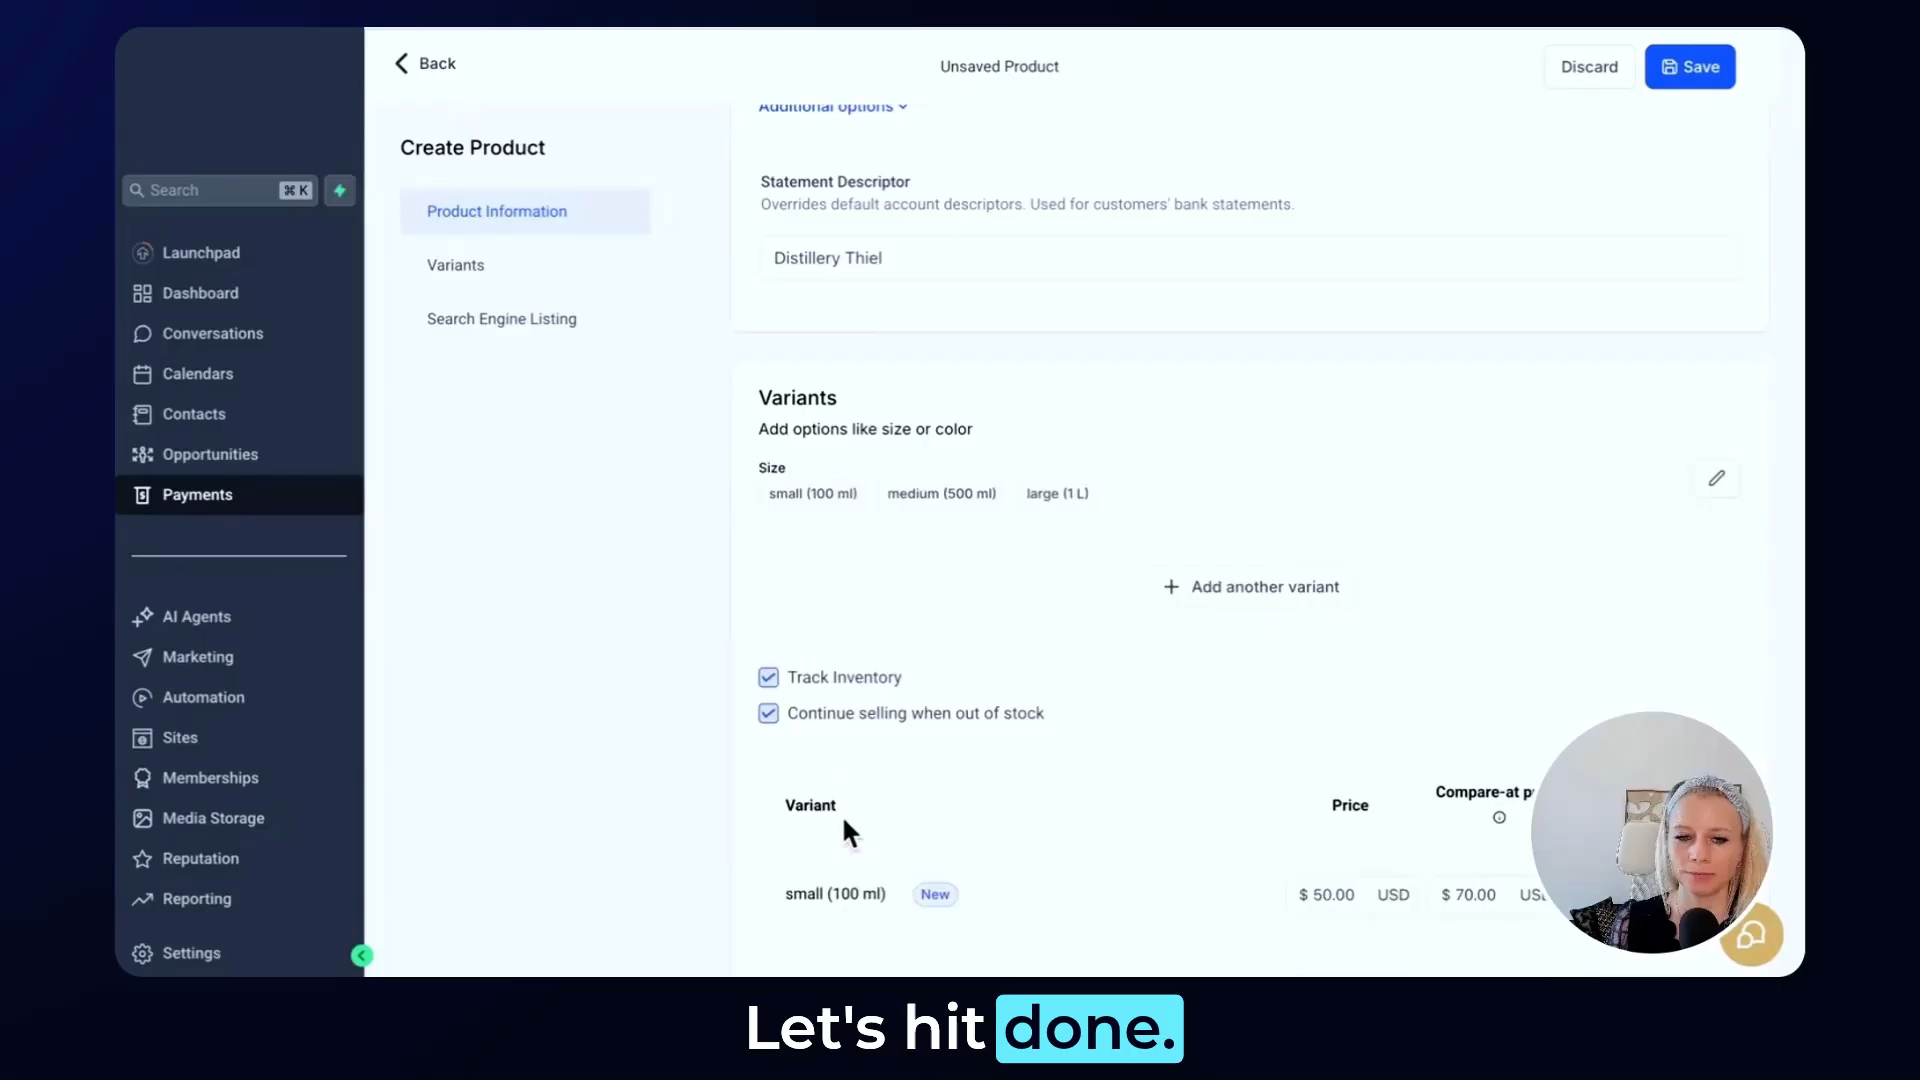 Back
Unsaved Product
Discard
Save
Additional options
Create Product
Search
⌘ K
Product Information
Statement Descriptor
Overrides default account descriptors. Used for customers' bank statements.
Launchpad
Variants
Distillery Thiel
Dashboard
Search Engine Listing
Conversations
Calendars
Contacts
Opportunities
Payments
Variants
Add options like size or color
Size
small (100 ml) medium (500 ml) large (1 L)
+ Add another variant
AI Agents
Marketing
Automation
Sites
Memberships
Media Storage
Reputation
Reporting
Settings
Track Inventory
Continue selling when out of stock
Variant Price Compare-at
small (100 ml) New $ 50.00 USD $ 70.00
Let's hit done.